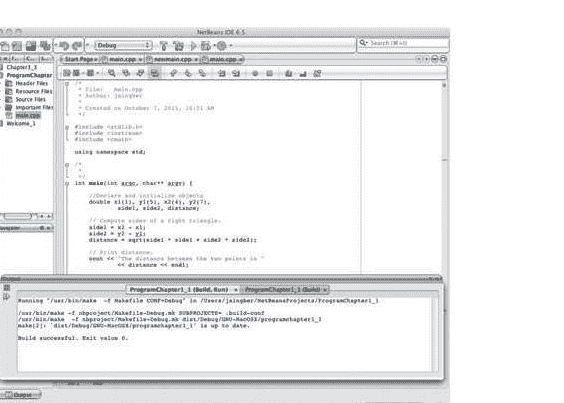 NetBeans IDE 6.5
Debug
Search (⌘+I)
Chapter1_1
ProgramChapter
Header Files
Resource Files
Source Files
Important Files
main.cpp
Welcome_1
Start Page
main.cpp
newmain.cpp
main.cpp
/*
* File: main.cpp
* Author: jaingber
*
* Created on October 7, 2011, 10:51 AM
*/
#include <stdlib.h>
#include <iostream>
#include <cmath>
using namespace std;
/*
*
*/
int main(int argc, char** argv) {
//Declare and initialize objects
double x1(1), y1(5), x2(4), y2(7),
side1, side2, distance;
// Compute sides of a right triangle.
side1 = x2 - x1;
side2 = y2 - y1;
distance = sqrt(side1 * side1 + side2 * side2);
// Print distance.
cout << "The distance between the two points is "
<< distance << endl;
Output
ProgramChapter1_1 (Build, Run)
ProgramChapter1_1 (Build)
Running "/usr/bin/make -f Makefile CONF=Debug" in /Users/jaingber/NetBeansProjects/ProgramChapter1_1
/usr/bin/make -f nbproject/Makefile-Debug.mk SUBPROJECTS= .build-conf
/usr/bin/make -f nbproject/Makefile-Debug.mk dist/Debug/GNU-MacOSX/programchapter1_1
make[2]: `dist/Debug/GNU-MacOSX/programchapter1_1' is up to date.
Build successful. Exit value 0.
Output